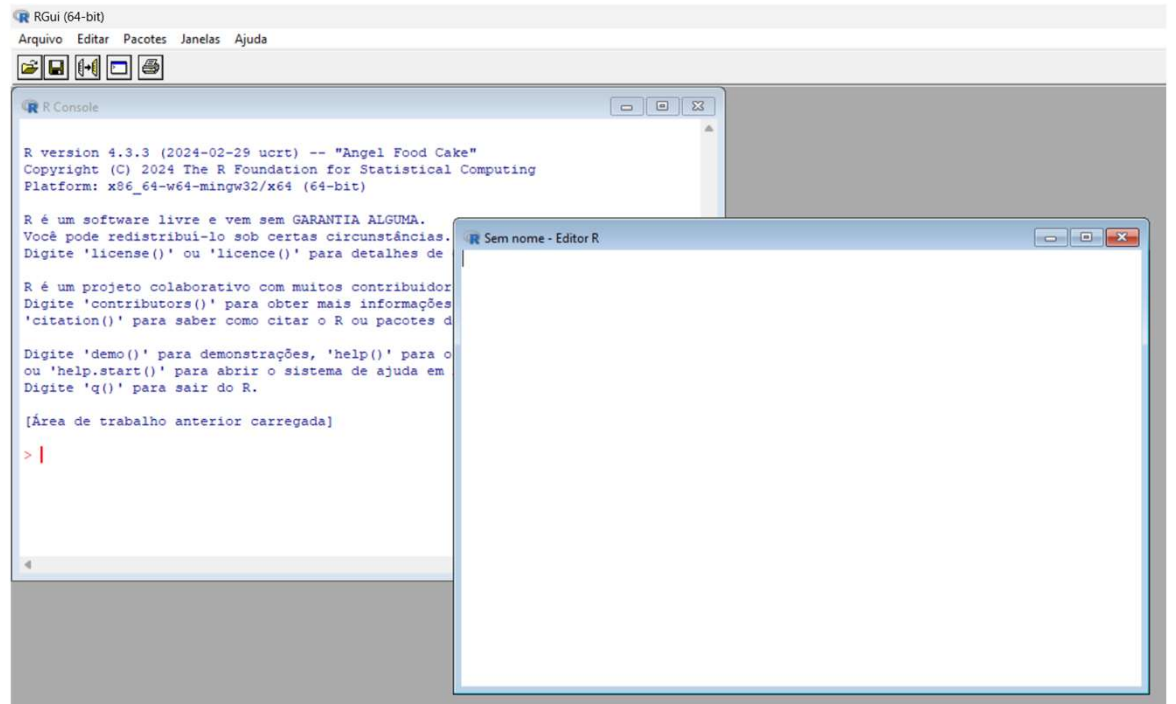 RGui (64-bit)
Arquivo Editar Pacotes Janelas Ajuda
R Console
R version 4.3.3 (2024-02-29 ucrt) -- "Angel Food Cake"
Copyright (C) 2024 The R Foundation for Statistical Computing
Platform: x86_64-w64-mingw32/x64 (64-bit)
R é um software livre e vem sem GARANTIA ALGUMA.
Você pode redistribuí-lo sob certas circunstâncias.
Digite 'license()' ou 'licence()' para detalhes de
R é um projeto colaborativo com muitos contribuidor
Digite 'contributors()' para obter mais informações
'citation()' para saber como citar o R ou pacotes d
Digite 'demo()' para demonstrações, 'help()' para o
ou 'help.start()' para abrir o sistema de ajuda em
Digite 'q()' para sair do R.
[Área de trabalho anterior carregada]
>
Sem nome - Editor R